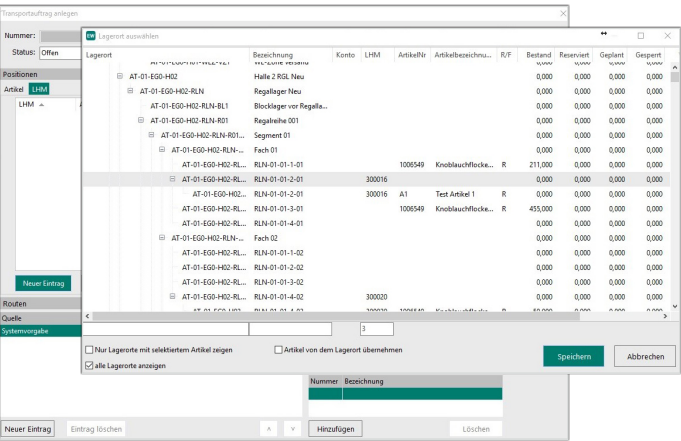 Transportauftrag anlegen
Nummer:
Status: Offen
Positionen
Artikel LHM
LHM
Neuer Eintrag
Routen
Quelle
Systemvorgabe
Neuer Eintrag Eintrag löschen
Nummer Bezeichnung
Hinzufügen Löschen
EW Lagerort auswählen
Lagerort Bezeichnung Konto LHM ArtikelNr Artikelbezeichnu... R/F Bestand Reserviert Geplant Gesperrt
AT-01-EG0-H02 Halle 2 RGL Neu 0,000 0,000 0,000 0,000
AT-01-EG0-H02-RLN Regallager Neu 0,000 0,000 0,000 0,000
AT-01-EG0-H02-RLN-BL1 Blocklager vor Regalla... 0,000 0,000 0,000 0,000
AT-01-EG0-H02-RLN-R01 Regalreihe 001 0,000 0,000 0,000 0,000
AT-01-EG0-H02-RLN-R01... Segment 01 0,000 0,000 0,000 0,000
AT-01-EG0-H02-RLN-... Fach 01 0,000 0,000 0,000 0,000
AT-01-EG0-H02-RL... RLN-01-01-1-01 1006549 Knoblauchflocke... R 211,000 0,000 0,000 0,000
AT-01-EG0-H02-RL... RLN-01-01-2-01 300016 0,000 0,000 0,000 0,000
AT-01-EG0-H02... RLN-01-01-2-01 300016 A1 Test Artikel 1 R 0,000 0,000 0,000 0,000
AT-01-EG0-H02-RL... RLN-01-01-3-01 1006549 Knoblauchflocke... R 455,000 0,000 0,000 0,000
AT-01-EG0-H02-RL... RLN-01-01-4-01 0,000 0,000 0,000 0,000
AT-01-EG0-H02-RLN-... Fach 02 0,000 0,000 0,000 0,000
AT-01-EG0-H02-RL... RLN-01-01-1-02 0,000 0,000 0,000 0,000
AT-01-EG0-H02-RL... RLN-01-01-2-02 0,000 0,000 0,000 0,000
AT-01-EG0-H02-RL... RLN-01-01-3-02 0,000 0,000 0,000 0,000
AT-01-EG0-H02-RL... RLN-01-01-4-02 300020 0,000 0,000 0,000 0,000
3
Nur Lagerorte mit selektiertem Artikel zeigen
Artikel von dem Lagerort übernehmen
alle Lagerorte anzeigen
Speichern Abbrechen